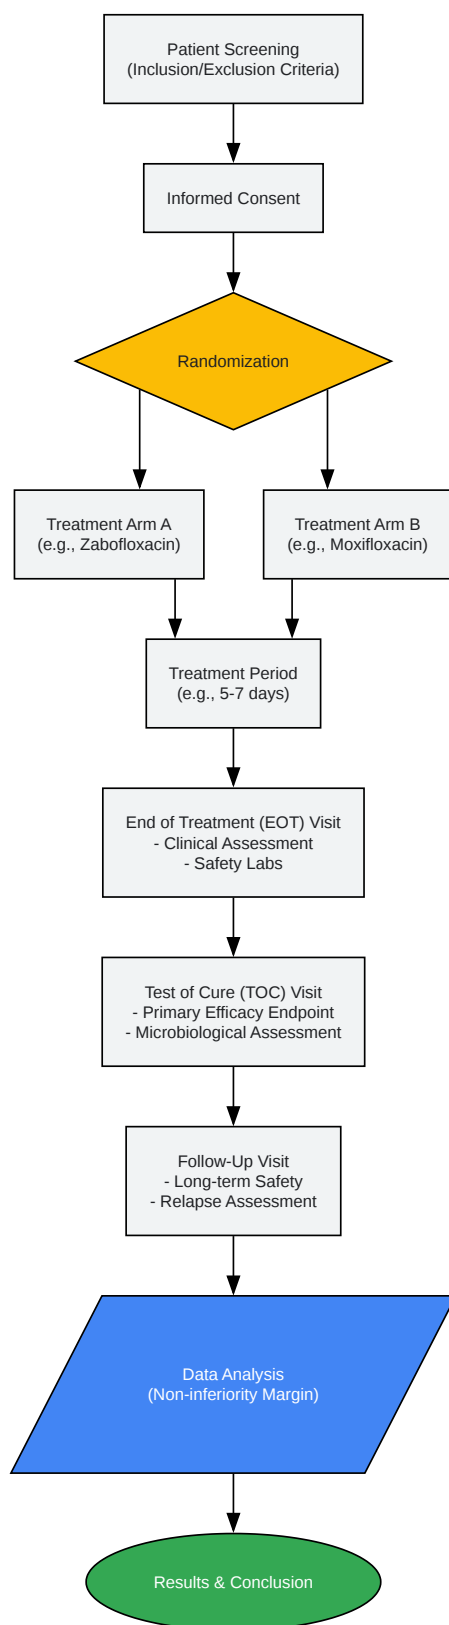 Patient Screening
(Inclusion/Exclusion Criteria)
Informed Consent
Randomization
Treatment Arm A
(e.g., Zabofloxacin)
Treatment Arm B
(e.g., Moxifloxacin)
Treatment Period
(e.g., 5-7 days)
End of Treatment (EOT) Visit
- Clinical Assessment
- Safety Labs
Test of Cure (TOC) Visit
- Primary Efficacy Endpoint
- Microbiological Assessment
Follow-Up Visit
- Long-term Safety
- Relapse Assessment
Data Analysis
(Non-inferiority Margin)
Results & Conclusion